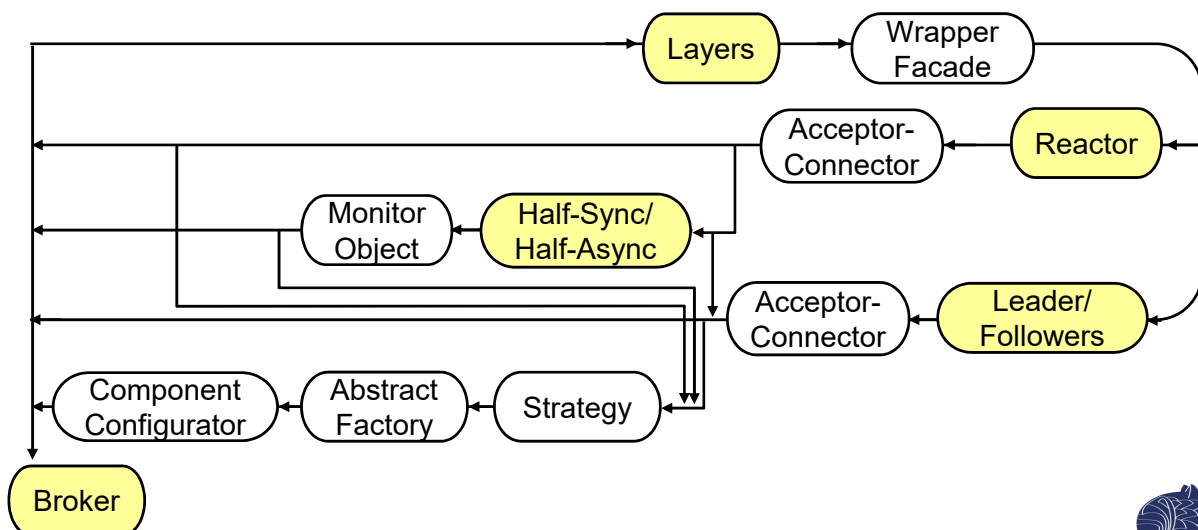 Layers
Wrapper
Facade
Acceptor-
Connector
Reactor
Monitor
Object
Half-Sync/
Half-Async
Acceptor-
Connector
Leader/
Followers
Component
Configurator
Abstract
Factory
Strategy
Broker